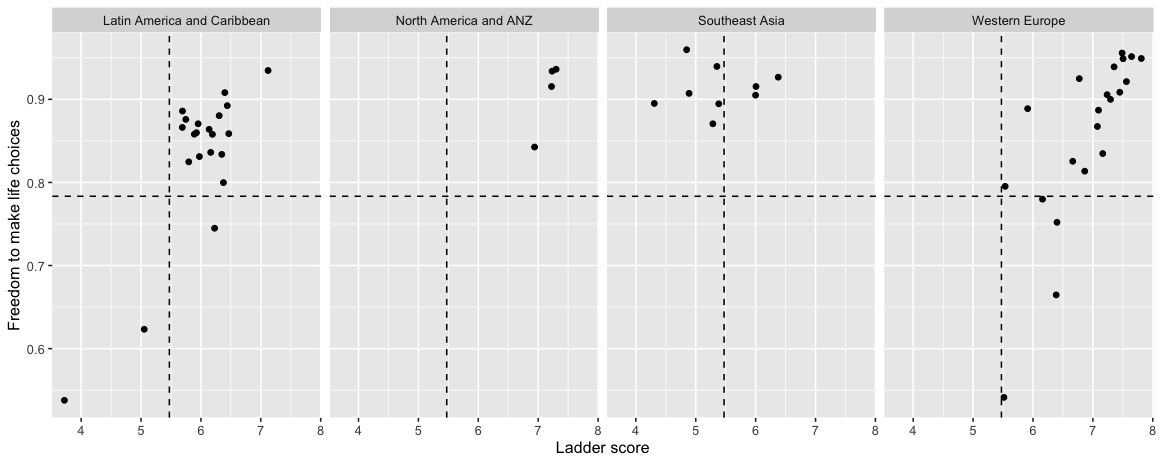 Latin America and Caribbean
North America and ANZ
Southeast Asia
Western Europe
Freedom to make life choices
0.9
0.8
0.7
0.6
4 5 6 7 8
4 5 6 7 8
4 5 6 7 8
4 5 6 7 8
Ladder score